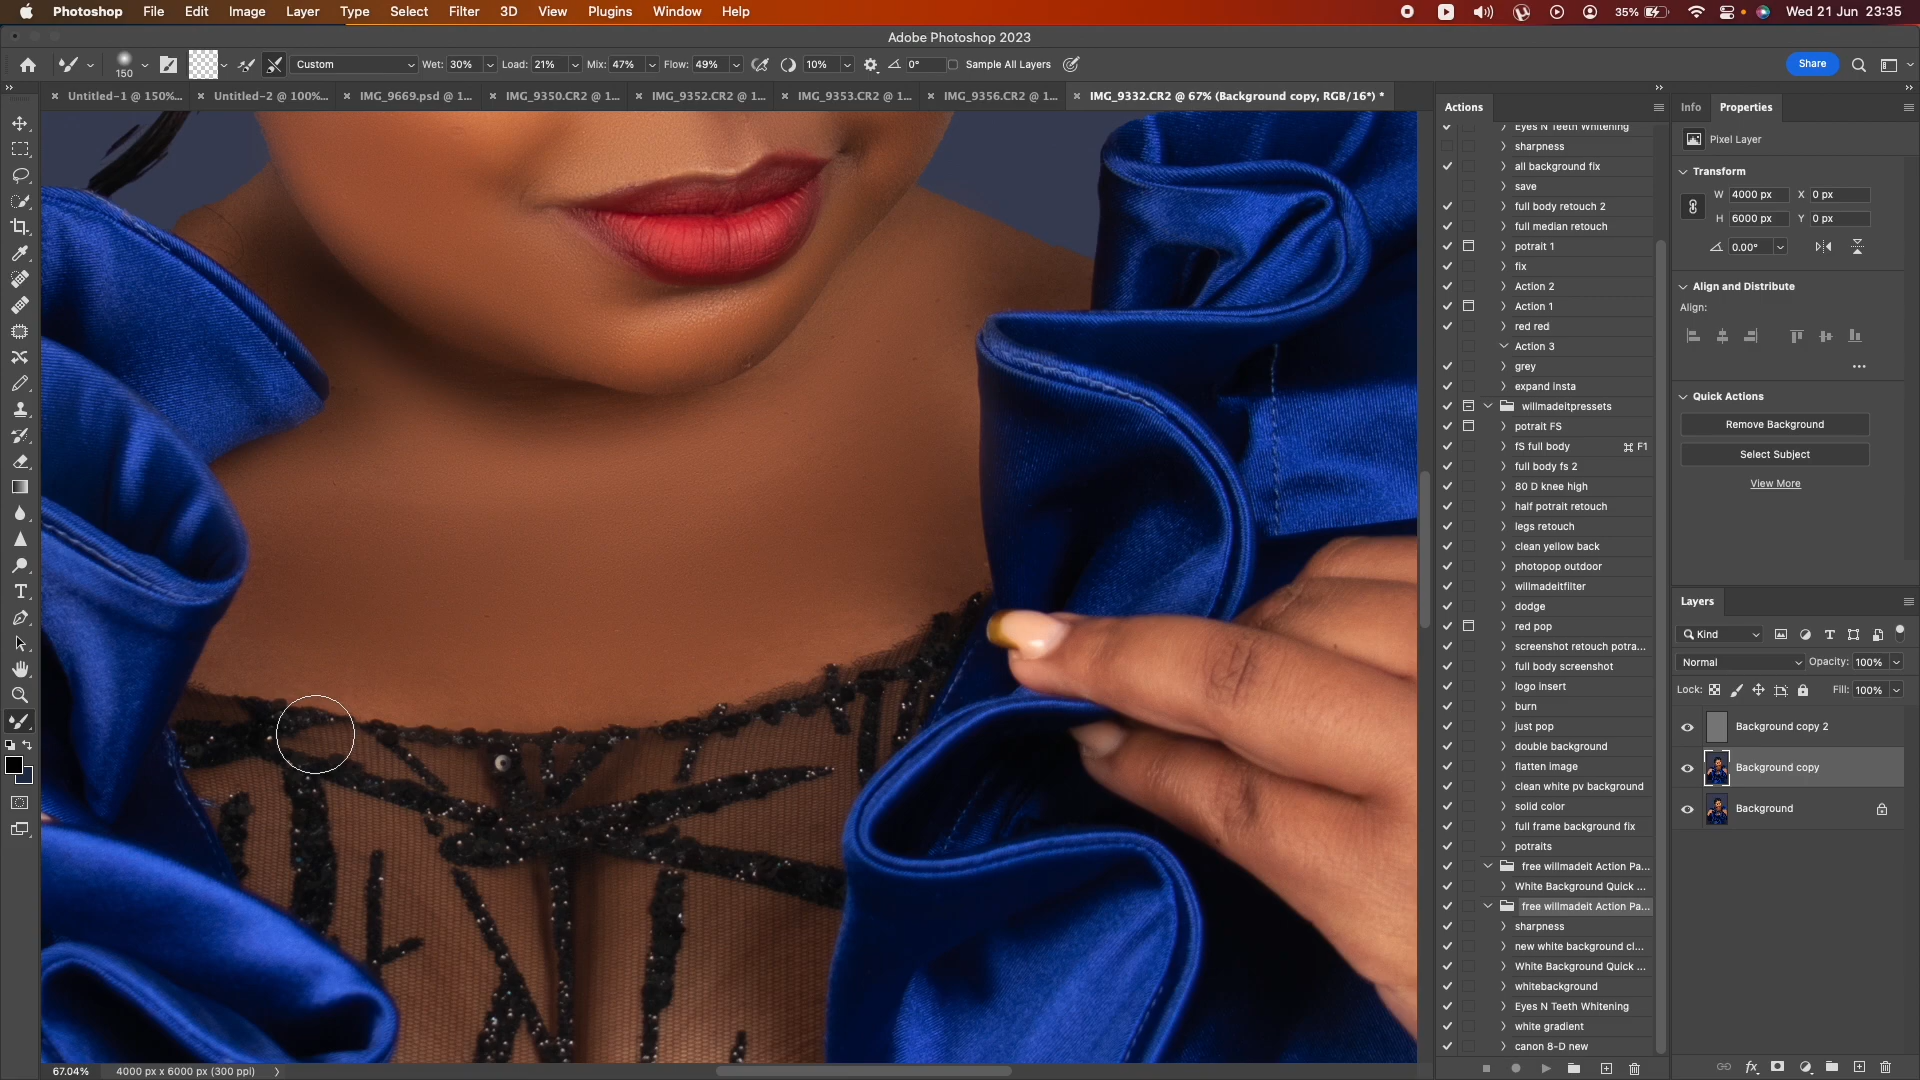 Photoshop File Edit Image Layer Type Select Filter 3D View Plugins Window Help 35% Wed 21 Jun 23:35
Adobe Photoshop 2023
150 Custom Wet: 30% Load: 21% Mix: 47% Flow: 49% 10% 0° Sample All Layers Share
Untitled-1 @ 150%... Untitled-2 @ 100%... IMG_9669.psd @ 1... IMG_9350.CR2 @ 1... IMG_9352.CR2 @ 1... IMG_9353.CR2 @ 1... IMG_9356.CR2 @ 1... IMG_9332.CR2 @ 67% (Background copy, RGB/16*) *
Actions
Eyes N Teeth Whitening
sharpness
all background fix
save
full body retouch 2
full median retouch
potrait 1
fix
Action 2
Action 1
red red
Action 3
grey
expand insta
willmadeitpressets
potrait FS
fS full body ⌘ F1
full body fs 2
80 D knee high
half potrait retouch
legs retouch
clean yellow back
photopop outdoor
willmadeitfilter
dodge
red pop
screenshot retouch potra...
full body screenshot
logo insert
burn
just pop
double background
flatten image
clean white pv background
solid color
full frame background fix
potraits
free willmadeit Action Pa...
White Background Quick ...
free willmadeit Action Pa...
sharpness
new white background cl...
White Background Quick ...
whitebackground
Eyes N Teeth Whitening
white gradient
canon 8-D new
Info Properties
Pixel Layer
Transform
W 4000 px X 0 px
H 6000 px Y 0 px
0.00°
Align and Distribute
Align:
Quick Actions
Remove Background
Select Subject
View More
Layers
Kind
Normal Opacity: 100%
Lock: Fill: 100%
Background copy 2
Background copy
Background
67.04% 4000 px x 6000 px (300 ppi)